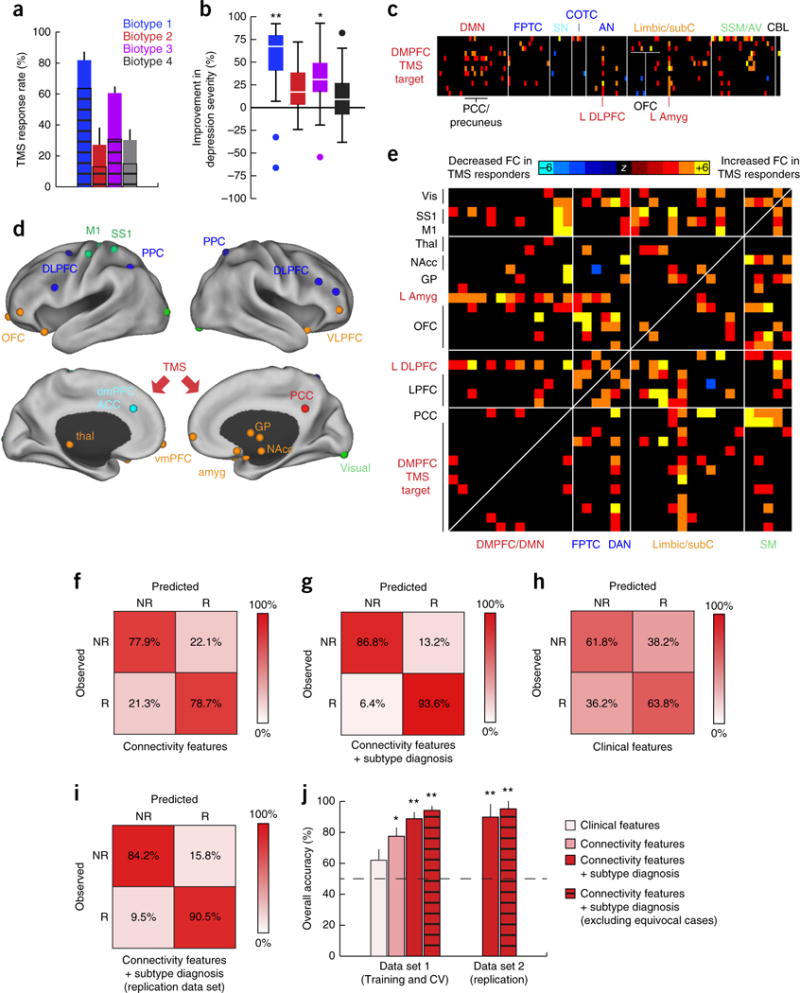 a
TMS response rate (%)
100
80
60
40
20
0
Biotype 1
Biotype 2
Biotype 3
Biotype 4
b
Improvement in
depression severity (%)
100
75
50
25
0
25
50
−75
−100
**
*
c
DMN
FPTC
SN
COTC
AN
Limbic/subC
SSM/AV
CBL
DMPFC
TMS
target
PCC/
precuneus
L DLPFC
OFC
L Amyg
d
M1
SS1
PPC
DLPFC
OFC
PPC
DLPFC
VLPFC
TMS
dmPFC
ACC
thal
vmPFC
PCC
GP
NAcc
amyg
Visual
e
Decreased FC in
TMS responders
−6
z
+6
Increased FC in
TMS responders
Vis
SS1
M1
Thal
NAcc
GP
L Amyg
OFC
L DLPFC
LPFC
PCC
DMPFC
TMS
target
DMPFC/DMN
FPTC
DAN
Limbic/subC
SM
f
Predicted
NR
R
Observed
NR
77.9%
22.1%
R
21.3%
78.7%
100%
0%
Connectivity features
g
Predicted
NR
R
Observed
NR
86.8%
13.2%
R
6.4%
93.6%
100%
0%
Connectivity features
+ subtype diagnosis
h
Predicted
NR
R
Observed
NR
61.8%
38.2%
R
36.2%
63.8%
100%
0%
Clinical features
i
Predicted
NR
R
Observed
NR
84.2%
15.8%
R
9.5%
90.5%
100%
0%
Connectivity features
+ subtype diagnosis
(replication data set)
j
Overall accuracy (%)
100
80
60
40
20
0
*
**
**
**
**
Data set 1
(Training and CV)
Data set 2
(replication)
Clinical features
Connectivity features
Connectivity features
+ subtype diagnosis
Connectivity features
+ subtype diagnosis
(excluding equivocal cases)